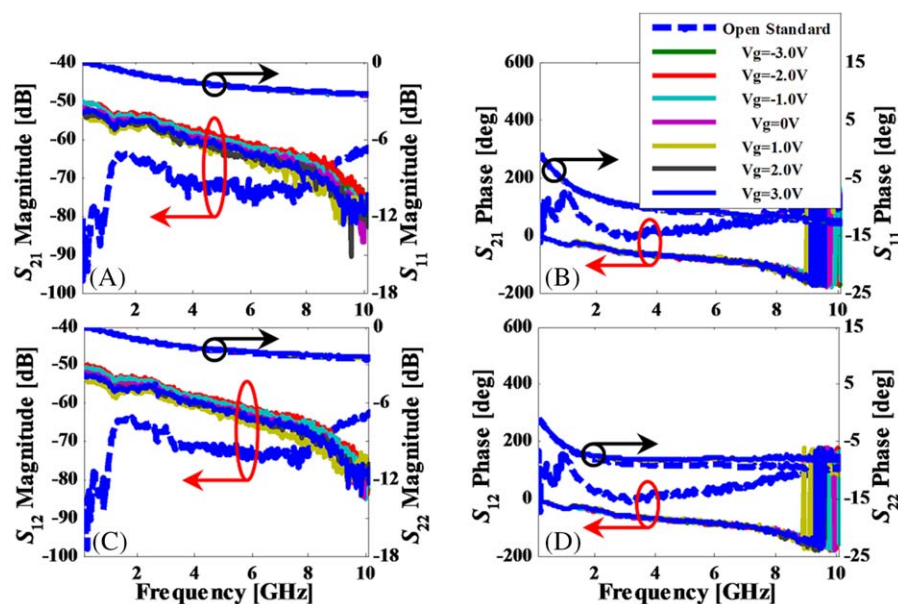 Open Standard
Vg=-3.0V
Vg=-2.0V
Vg=-1.0V
Vg=0V
Vg=1.0V
Vg=2.0V
Vg=3.0V
S21 Magnitude [dB]
-40
-50
-60
-70
-80
-90
-100
(A)
2
4
6
8
10
0
-6
-12
-18
S11 Magnitude [dB]
S21 Phase [deg]
600
400
200
0
-200
(B)
2
4
6
8
10
15
5
-5
-15
-25
S11 Phase [deg]
S12 Magnitude [dB]
-40
-50
-60
-70
-80
-90
-100
(C)
2
4
6
8
10
Frequency [GHz]
0
-6
-12
-18
S22 Magnitude [dB]
S12 Phase [deg]
600
400
200
0
-200
(D)
2
4
6
8
10
Frequency [GHz]
15
5
-5
-15
-25
S22 Phase [deg]